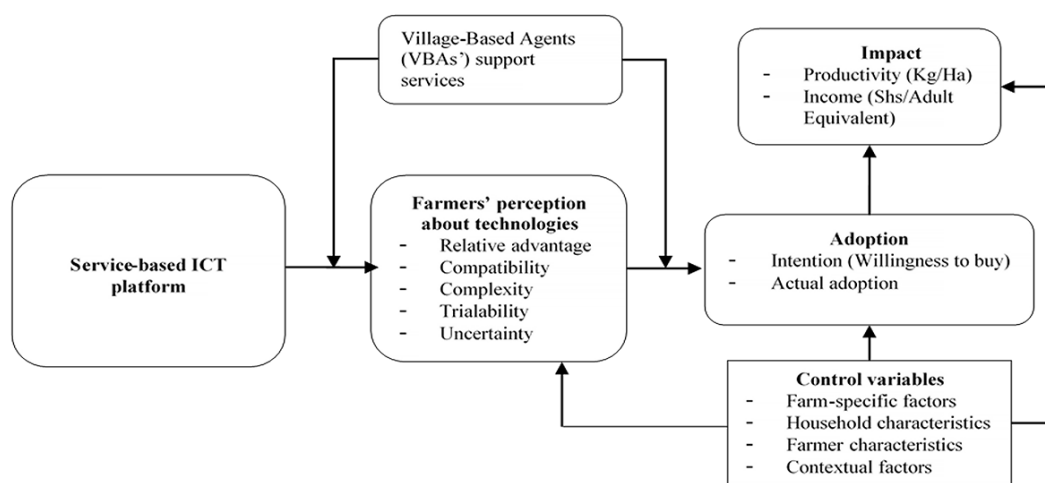 Village-Based Agents
(VBAs’) support
services
Impact
- Productivity (Kg/Ha)
- Income (Shs/Adult
Equivalent)
Service-based ICT
platform
Farmers’ perception
about technologies
- Relative advantage
- Compatibility
- Complexity
- Trialability
- Uncertainty
Adoption
- Intention (Willingness to buy)
- Actual adoption
Control variables
- Farm-specific factors
- Household characteristics
- Farmer characteristics
- Contextual factors